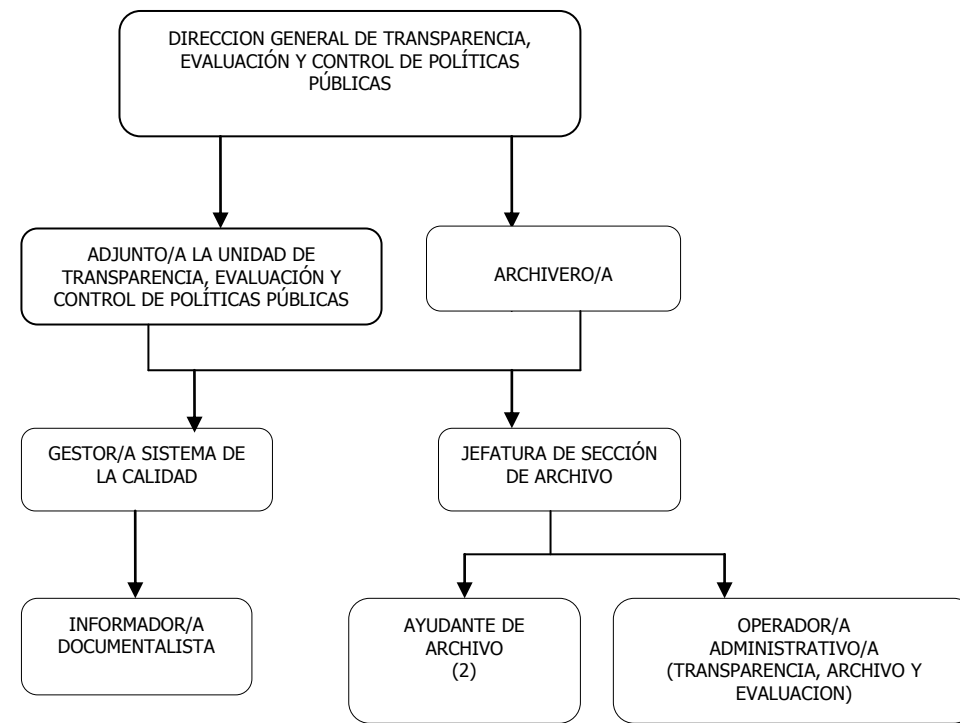 DIRECCION GENERAL DE TRANSPARENCIA,
EVALUACIÓN Y CONTROL DE POLÍTICAS
PÚBLICAS
ADJUNTO/A LA UNIDAD DE
TRANSPARENCIA, EVALUACIÓN Y
CONTROL DE POLÍTICAS PÚBLICAS
ARCHIVERO/A
GESTOR/A SISTEMA DE
LA CALIDAD
JEFATURA DE SECCIÓN
DE ARCHIVO
INFORMADOR/A
DOCUMENTALISTA
AYUDANTE DE
ARCHIVO
(2)
OPERADOR/A
ADMINISTRATIVO/A
(TRANSPARENCIA, ARCHIVO Y
EVALUACION)